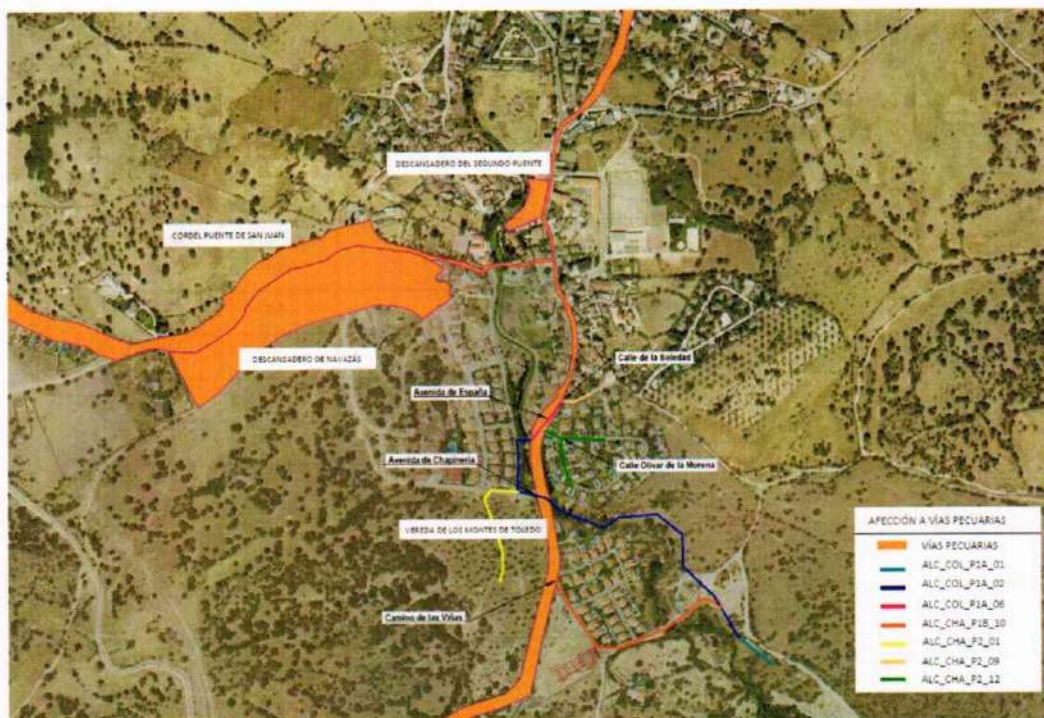 DESCANSADERO DEL SEGUNDO PUENTE
CORDEL PUENTE DE SAN JUAN
DESCANSADERO DE NAVAZÁS
Calle de la Soledad
Avenida de España
Avenida de Chapinería
Calle Olivar de la Morena
VEREDA DE LOS MONTES DE TOLEDO
Camino de las Viñas
AFECCIÓN A VÍAS PECUARIAS
VÍAS PECUARIAS
ALC_COL_P1A_01
ALC_COL_P1A_02
ALC_COL_P1A_06
ALC_CHA_P1B_10
ALC_CHA_P2_01
ALC_CHA_P2_09
ALC_CHA_P2_12